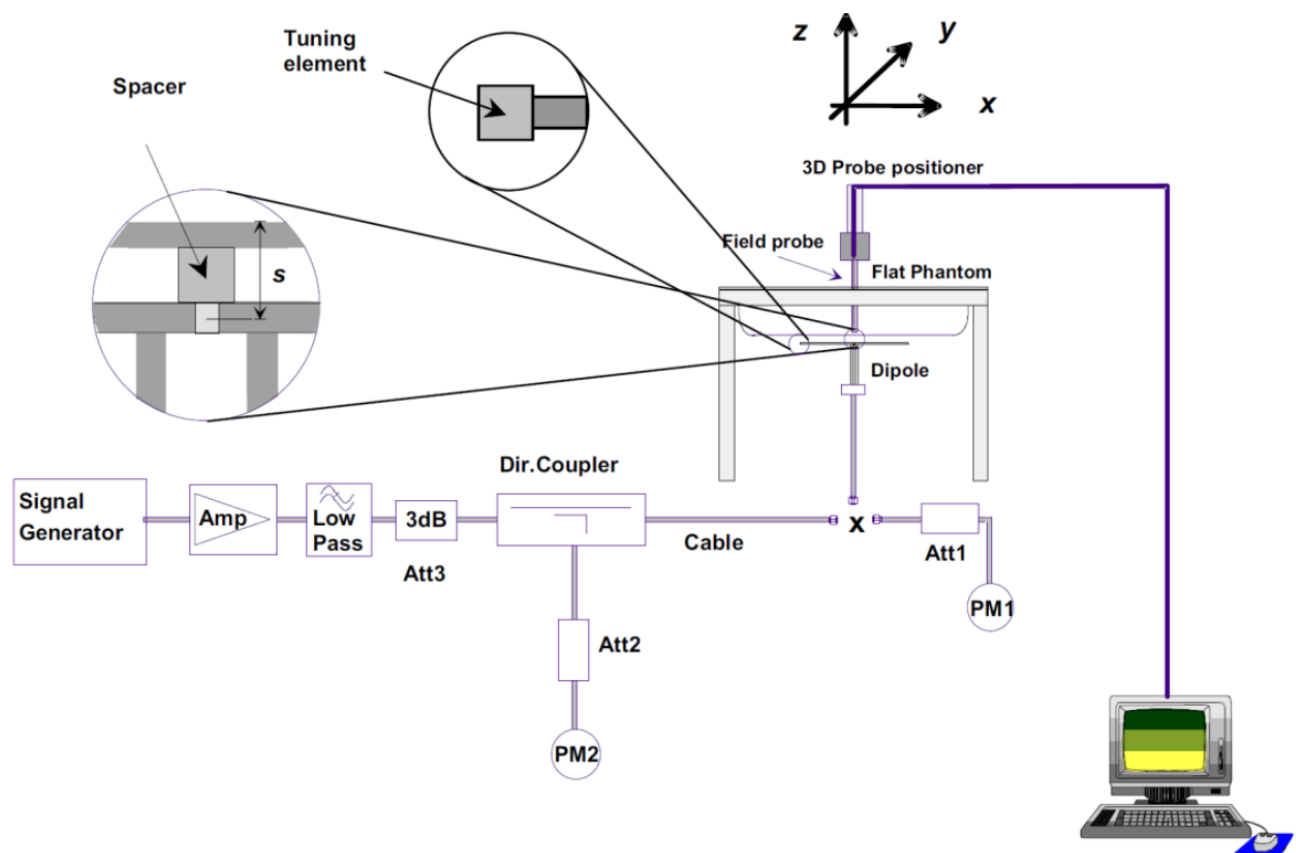 Tuning
element
Spacer
z
y
x
3D Probe positioner
Field probe
Flat Phantom
s
Dipole
Dir.Coupler
Signal
Generator
Amp
Low
Pass
3dB
Att3
Cable
x
Att1
PM1
Att2
PM2